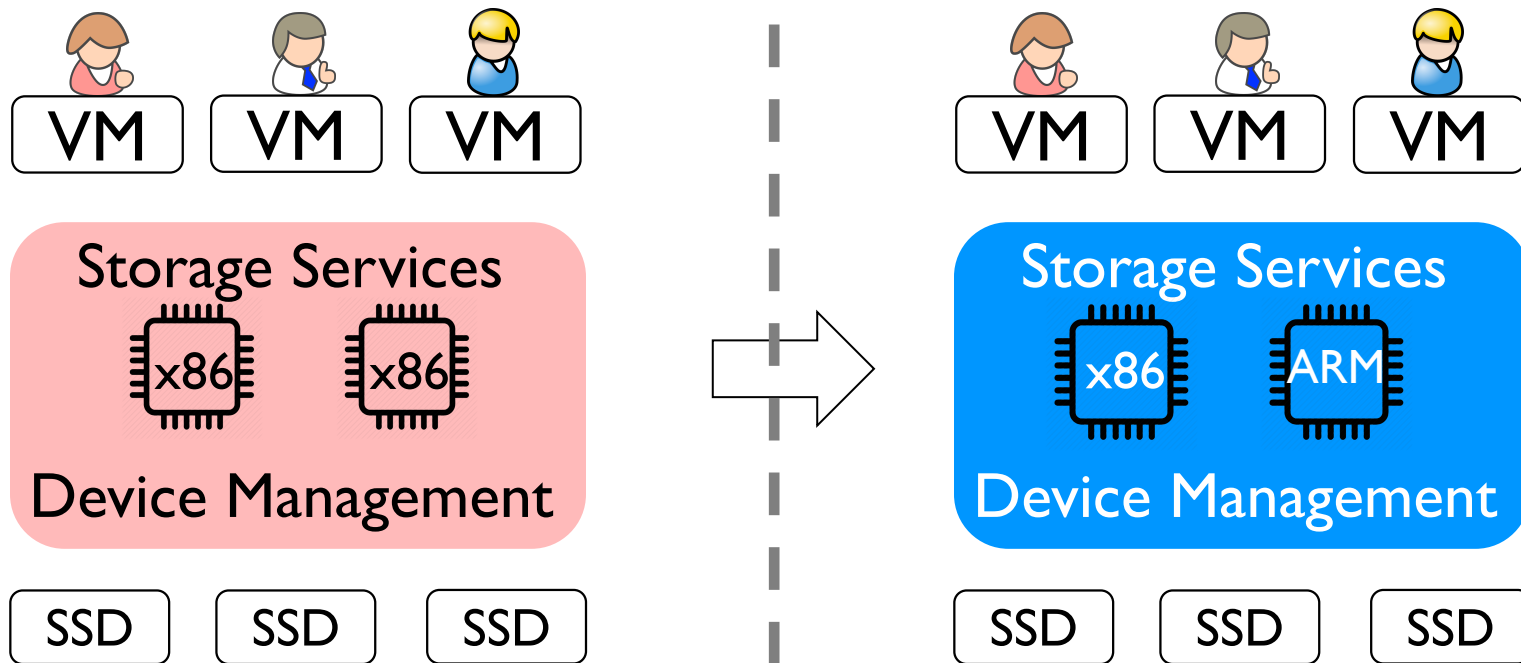 VM VM VM
Storage Services
x86 x86
Device Management
SSD SSD SSD
VM VM VM
Storage Services
x86 ARM
Device Management
SSD SSD SSD